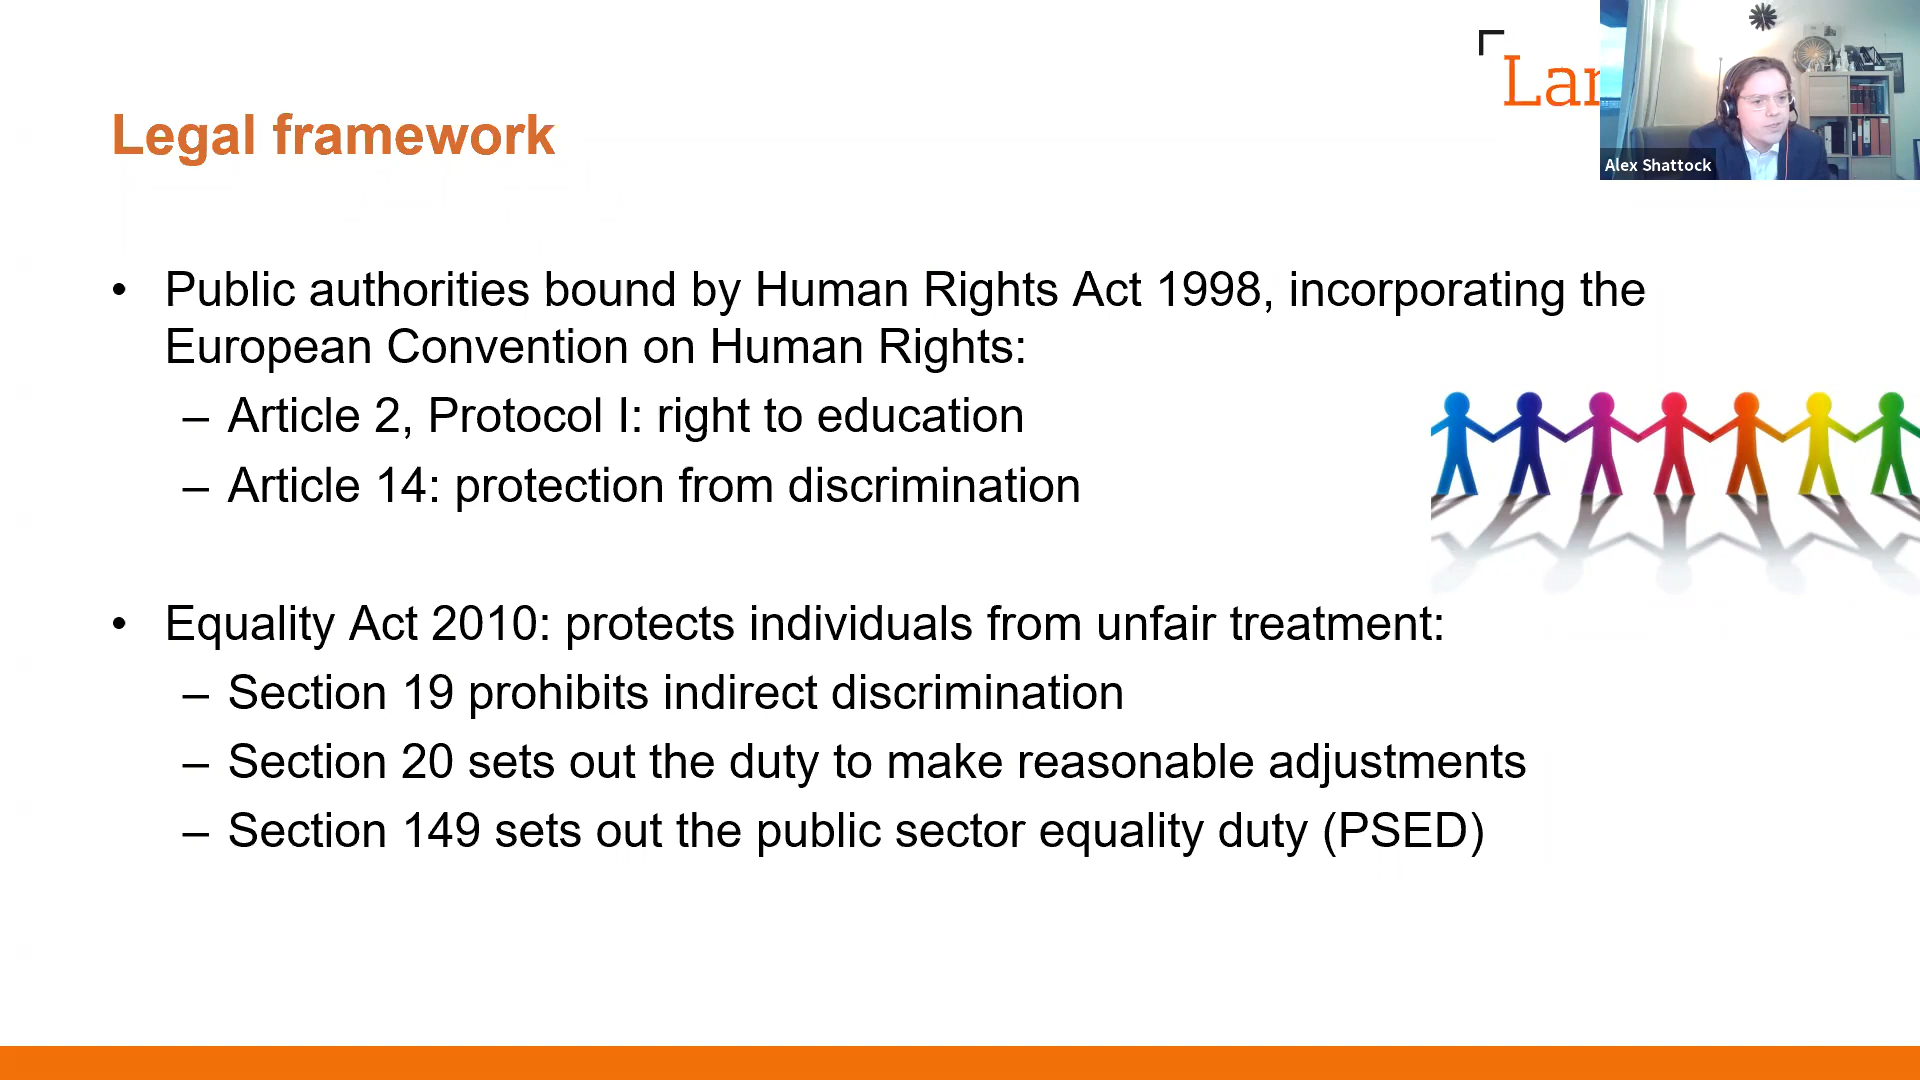 Legal framework
Alex Shattock
• Public authorities bound by Human Rights Act 1998, incorporating the
European Convention on Human Rights:
– Article 2, Protocol I: right to education
– Article 14: protection from discrimination
• Equality Act 2010: protects individuals from unfair treatment:
– Section 19 prohibits indirect discrimination
– Section 20 sets out the duty to make reasonable adjustments
– Section 149 sets out the public sector equality duty (PSED)